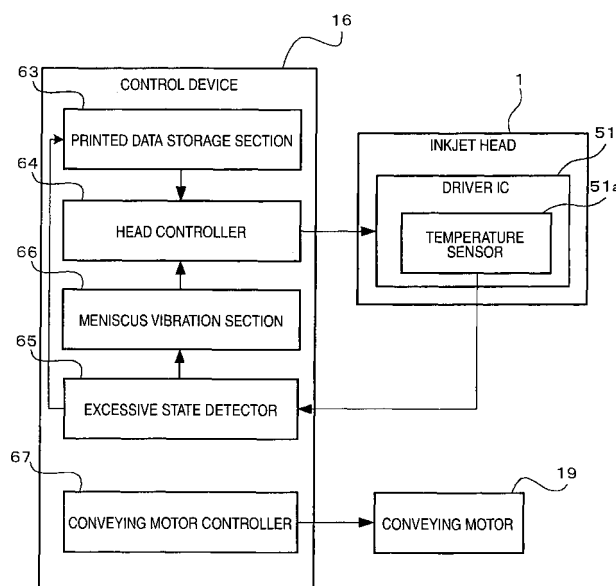 16
CONTROL DEVICE
63
PRINTED DATA STORAGE SECTION
64
HEAD CONTROLLER
66
MENISCUS VIBRATION SECTION
65
EXCESSIVE STATE DETECTOR
67
CONVEYING MOTOR CONTROLLER
1
INKJET HEAD
51
DRIVER IC
51a
TEMPERATURE
SENSOR
19
CONVEYING MOTOR